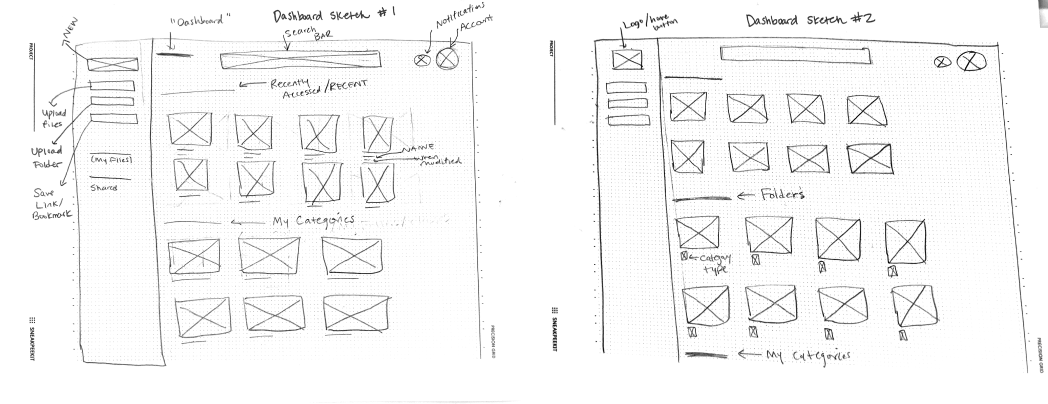 Dashboard Sketch #1
NEW
"Dashboard"
Search
BAR
Notifications
Account
Recently
Accessed/RECENT
Upload
files
Upload
Folder
(My Files)
Shared
Save
Link/
Bookmark
NAME
when
modified
My Categories
PROJECT
SNEAKPEEKIT
PRECISION GRID
Dashboard Sketch #2
Logo/home
button
Folders
Category
type
My Categories
PROJECT
SNEAKPEEKIT
PRECISION GRID